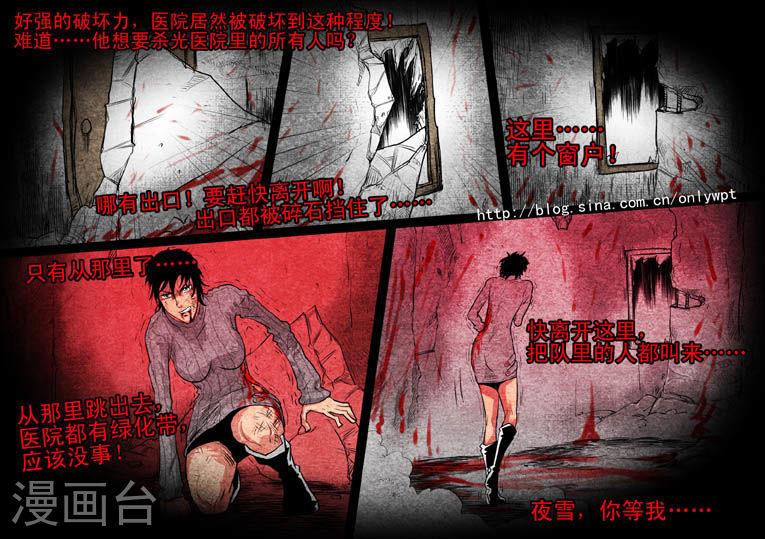 好强的破坏力，医院居然被破坏到这种程度！
难道……他想要杀光医院里的所有人吗？
哪有出口！要赶快离开啊！
出口都被碎石挡住了……
这里……
有个窗户！
http://blog.sina.com.cn/onlywpt
只有从那里了……
从那里跳出去，
医院都有绿化带，
应该没事！
快离开这里，
把队里的人都叫来……
夜雪，你等我……
漫画台